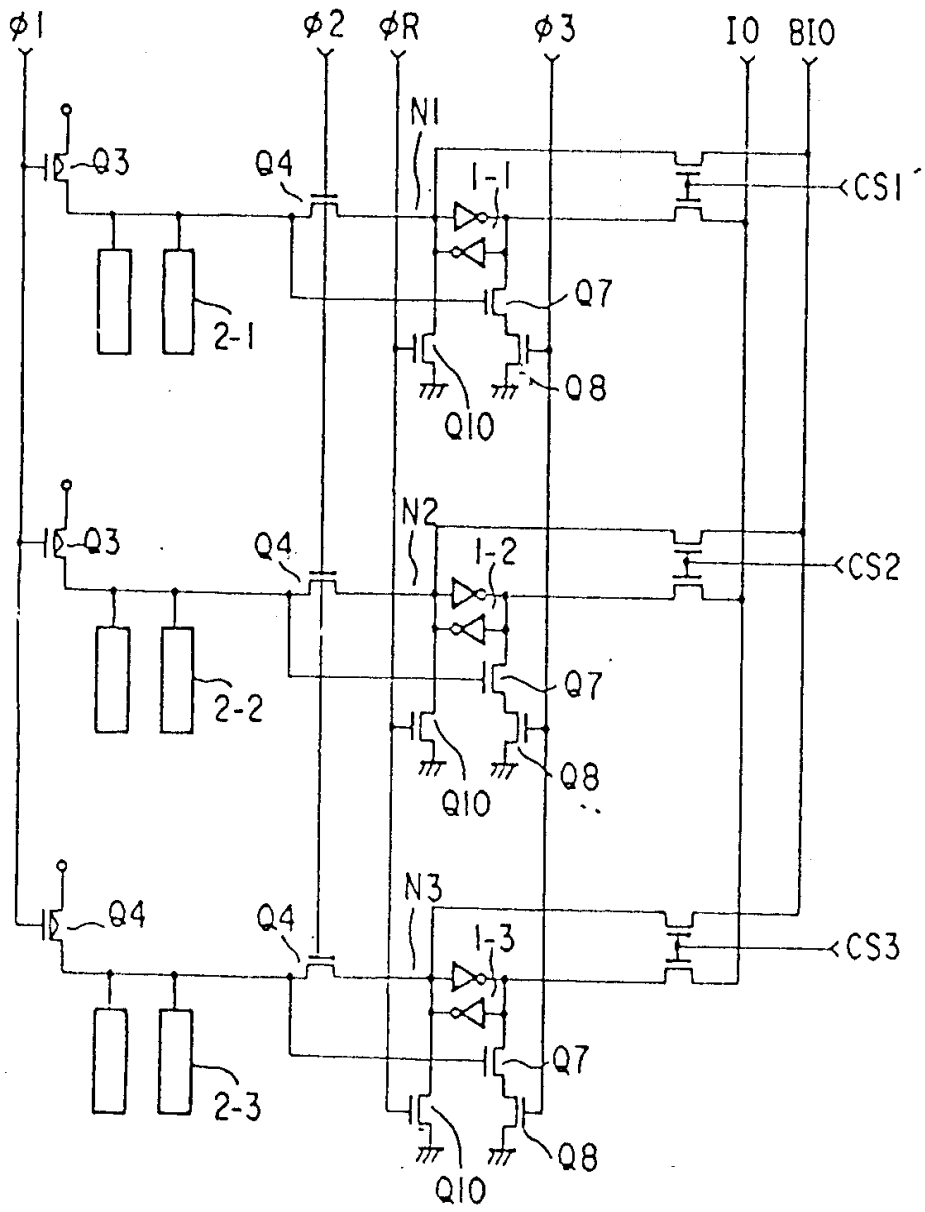 φ1 φ2 φR φ3 IO BIO
N1
Q3 Q4 1-1 CS1
Q7
2-1
Q8
Q10
N2
Q3 Q4 1-2 CS2
Q7
2-2
Q8
Q10
N3
Q4 Q4 1-3 CS3
Q7
2-3
Q8
Q10